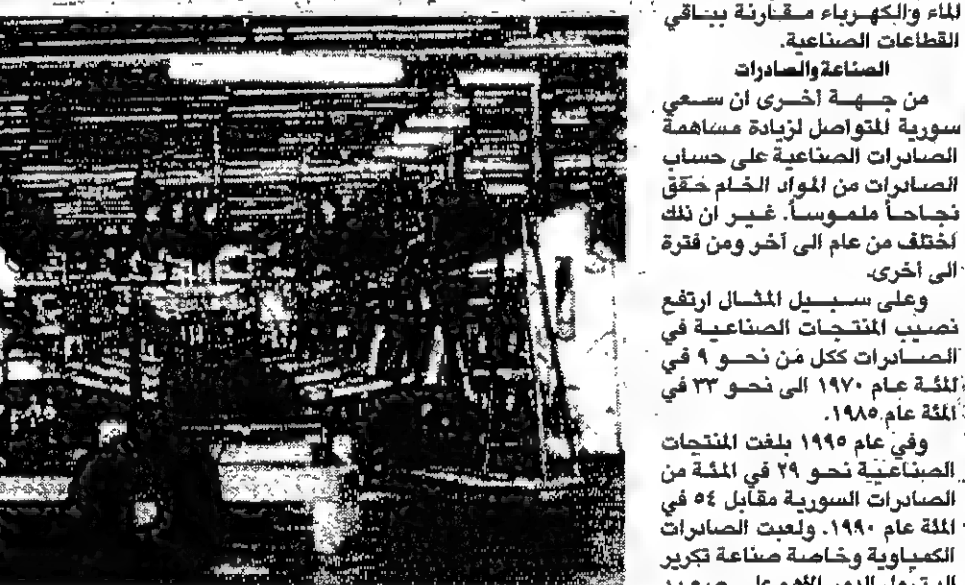 الماء والكهرباء مقارنة بباقي
القطاعات الصناعية.
الصناعة والصادرات
من جهة أخرى ان سعي
سورية المتواصل لزيادة مساهمة
الصادرات الصناعية على حساب
الصادرات من المواد الخام حقق
نجاحاً ملموساً. غير ان ذلك
اختلف من عام الى آخر ومن فترة
الى أخرى.
وعلى سبيل المثال ارتفع
نصيب المنتجات الصناعية في
الصادرات ككل من نحو ٩ في
المئة عام ١٩٧٠ الى نحو ٣٣ في
المئة عام ١٩٨٥.
وفي عام ١٩٩٥ بلغت المنتجات
الصناعية نحو ٢٩ في المئة من
الصادرات السورية مقابل ٥٤ في
المئة عام ١٩٩٠. ولعبت الصادرات
الكمياوية وخاصة صناعة تكرير